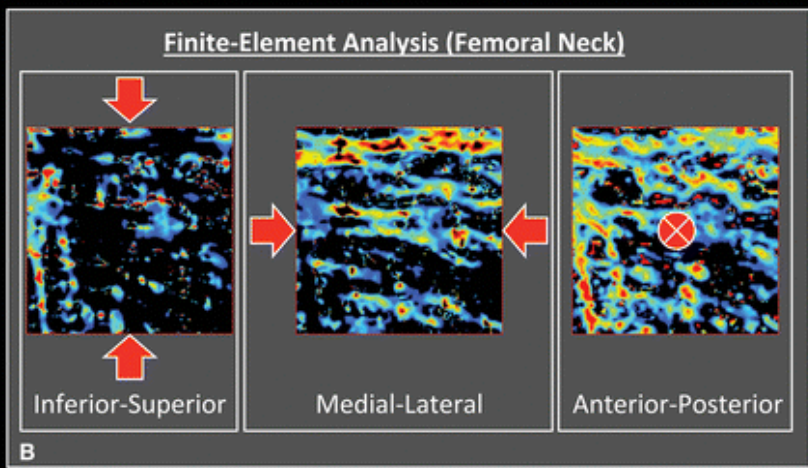 Finite-Element Analysis (Femoral Neck)
Inferior-Superior
Medial-Lateral
Anterior-Posterior
B